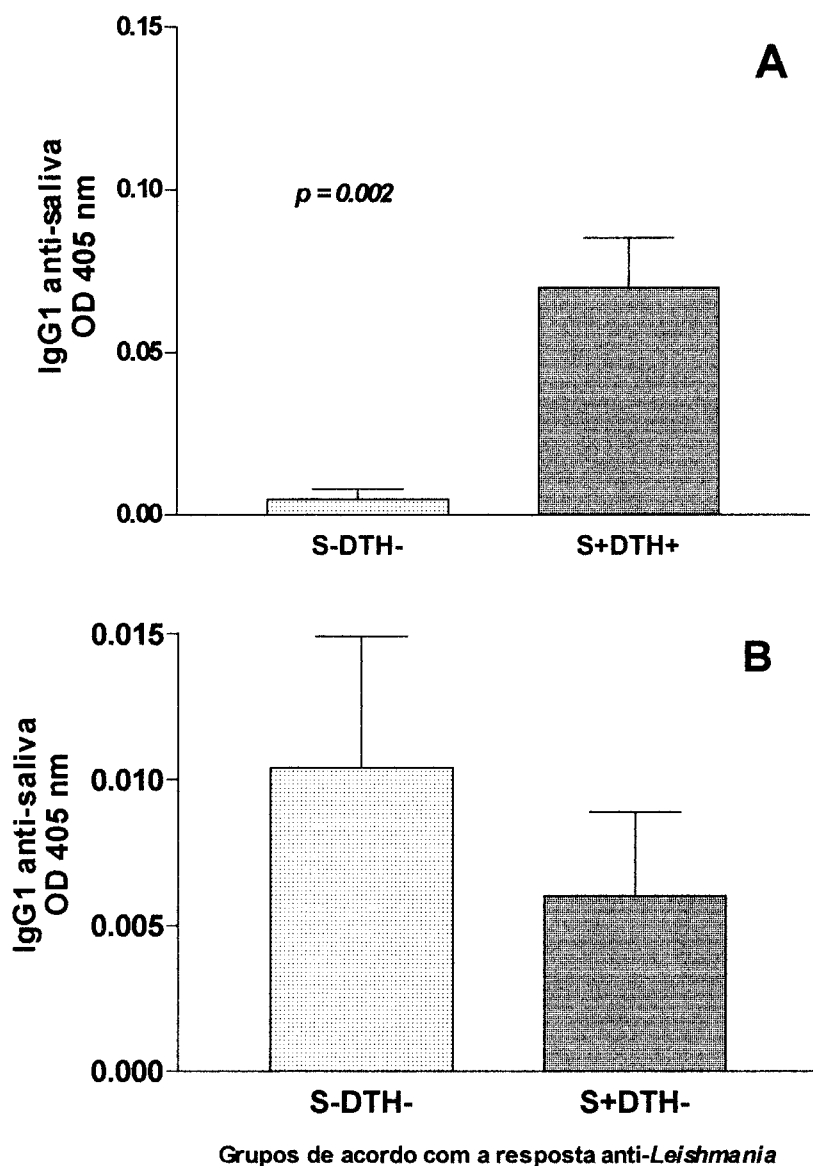 A
0.15
0.10
0.05
0.00
IgG1 anti-saliva
OD 405 nm
p = 0.002
S-DTH-
S+DTH+
B
0.015
0.010
0.005
0.000
IgG1 anti-saliva
OD 405 nm
S-DTH-
S+DTH-
Grupos de acordo com a resposta anti-Leishmania